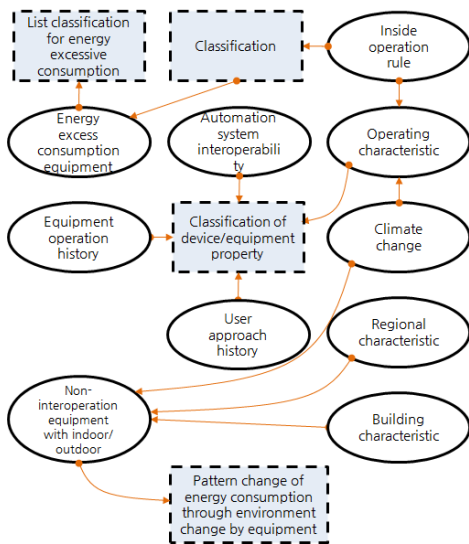 List classification
for energy
excessive
consumption
Classification
Inside
operation
rule
Energy
excess
consumption
equipment
Automation
system
interoperabili
ty
Operating
characteristic
Equipment
operation
history
Classification of
device/equipment
property
Climate
change
User
approach
history
Regional
characteristic
Non-
interoperation
equipment
with indoor/
outdoor
Building
characteristic
Pattern change of
energy consumption
through environment
change by equipment